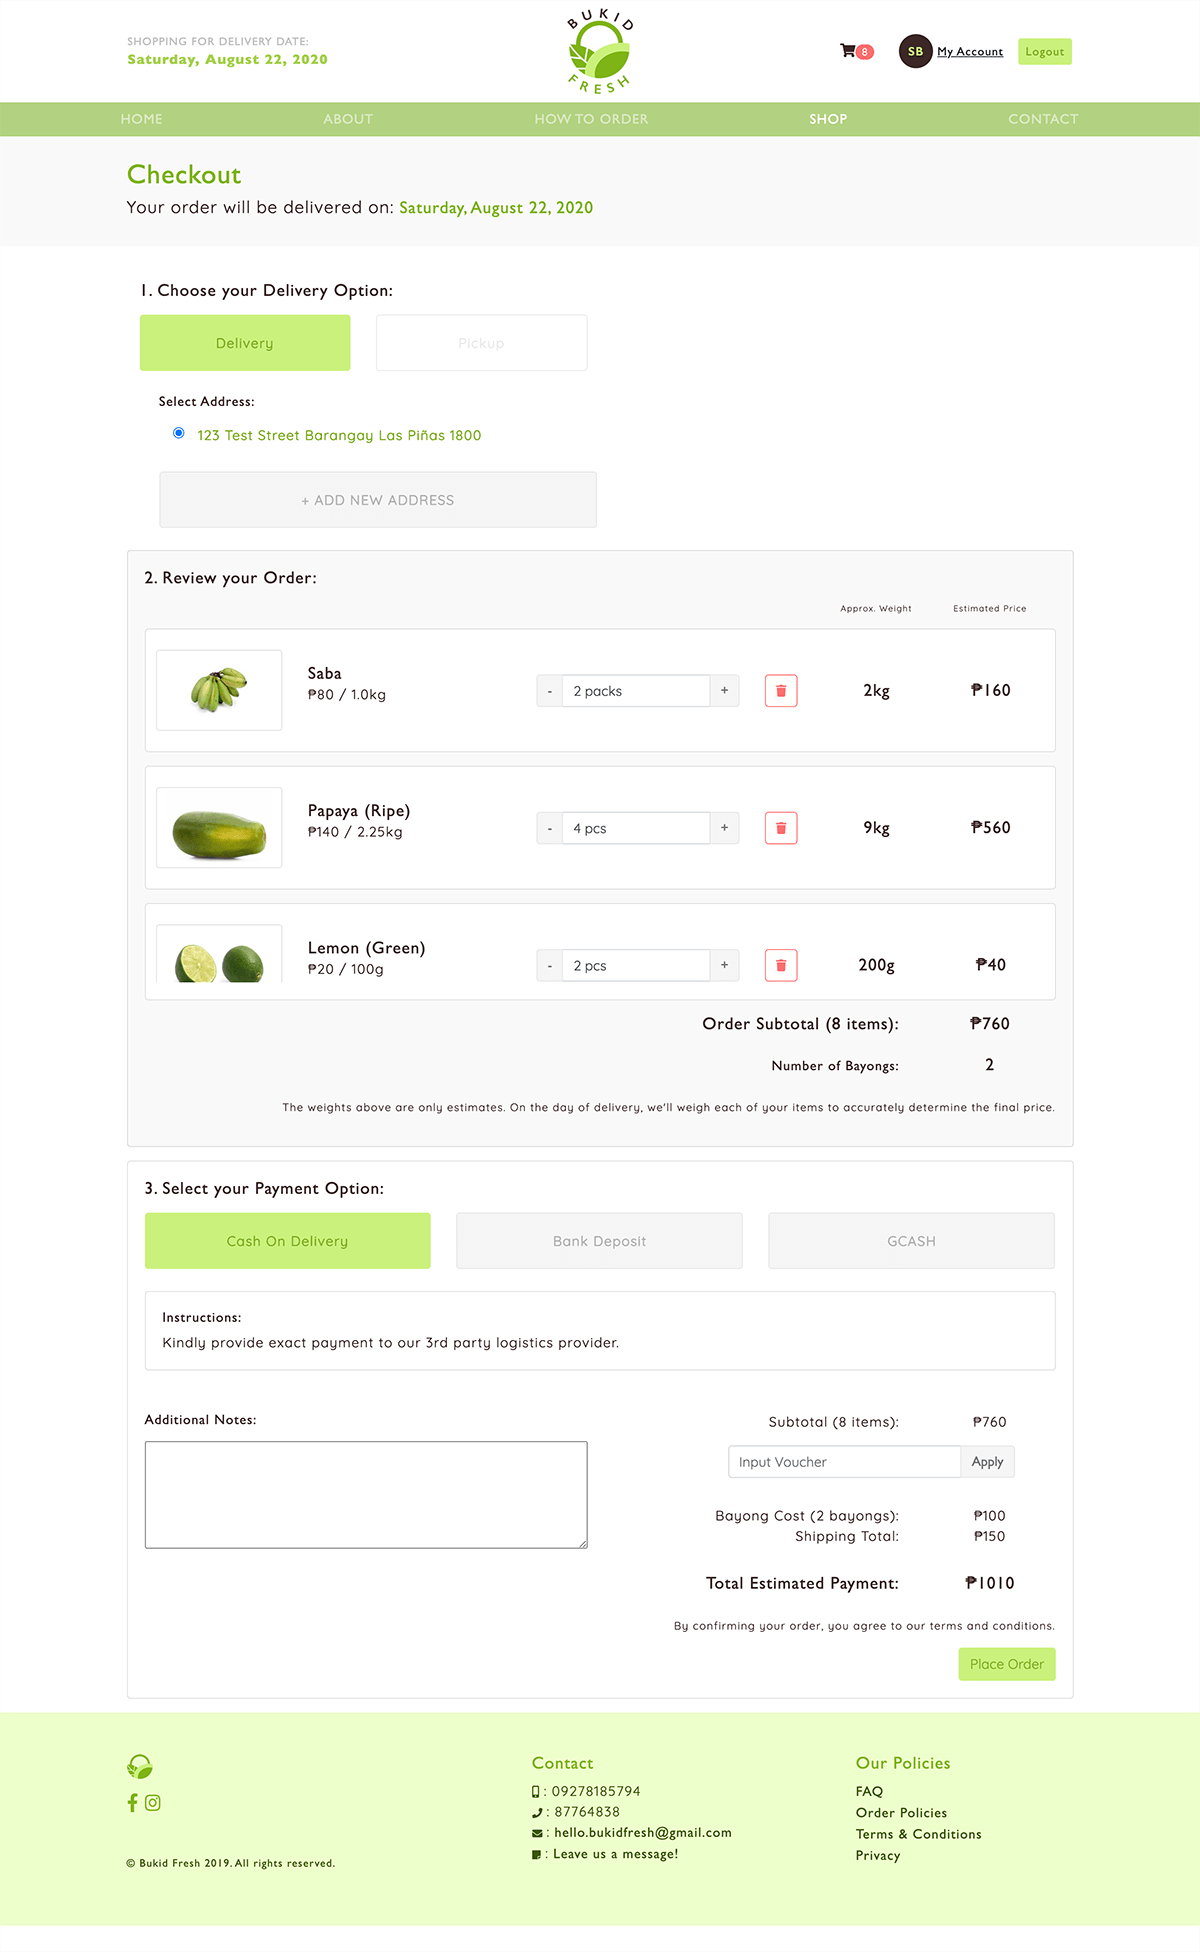 SHOPPING FOR DELIVERY DATE:
Saturday, August 22, 2020
BUKID
FRESH
8
SB
My Account
Logout
HOME
ABOUT
HOW TO ORDER
SHOP
CONTACT
Checkout
Your order will be delivered on: Saturday, August 22, 2020
1. Choose your Delivery Option:
Delivery
Pickup
Select Address:
123 Test Street Barangay Las Piñas 1800
+ ADD NEW ADDRESS
2. Review your Order:
Approx. Weight
Estimated Price
Saba
₱80 / 1.0kg
- 2 packs +
2kg
₱160
Papaya (Ripe)
₱140 / 2.25kg
- 4 pcs +
9kg
₱560
Lemon (Green)
₱20 / 100g
- 2 pcs +
200g
₱40
Order Subtotal (8 items): ₱760
Number of Bayongs: 2
The weights above are only estimates. On the day of delivery, we'll weigh each of your items to accurately determine the final price.
3. Select your Payment Option:
Cash On Delivery
Bank Deposit
GCASH
Instructions:
Kindly provide exact payment to our 3rd party logistics provider.
Additional Notes:
Subtotal (8 items): ₱760
Input Voucher
Apply
Bayong Cost (2 bayongs): ₱100
Shipping Total: ₱150
Total Estimated Payment: ₱1010
By confirming your order, you agree to our terms and conditions.
Place Order
© Bukid Fresh 2019. All rights reserved.
Contact
: 09278185794
: 87764838
: hello.bukidfresh@gmail.com
: Leave us a message!
Our Policies
FAQ
Order Policies
Terms & Conditions
Privacy